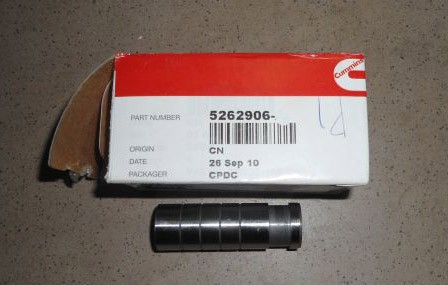 Cummins
PART NUMBER 5262906-
ORIGIN CN
DATE 26 Sep 10
PACKAGER CPDC